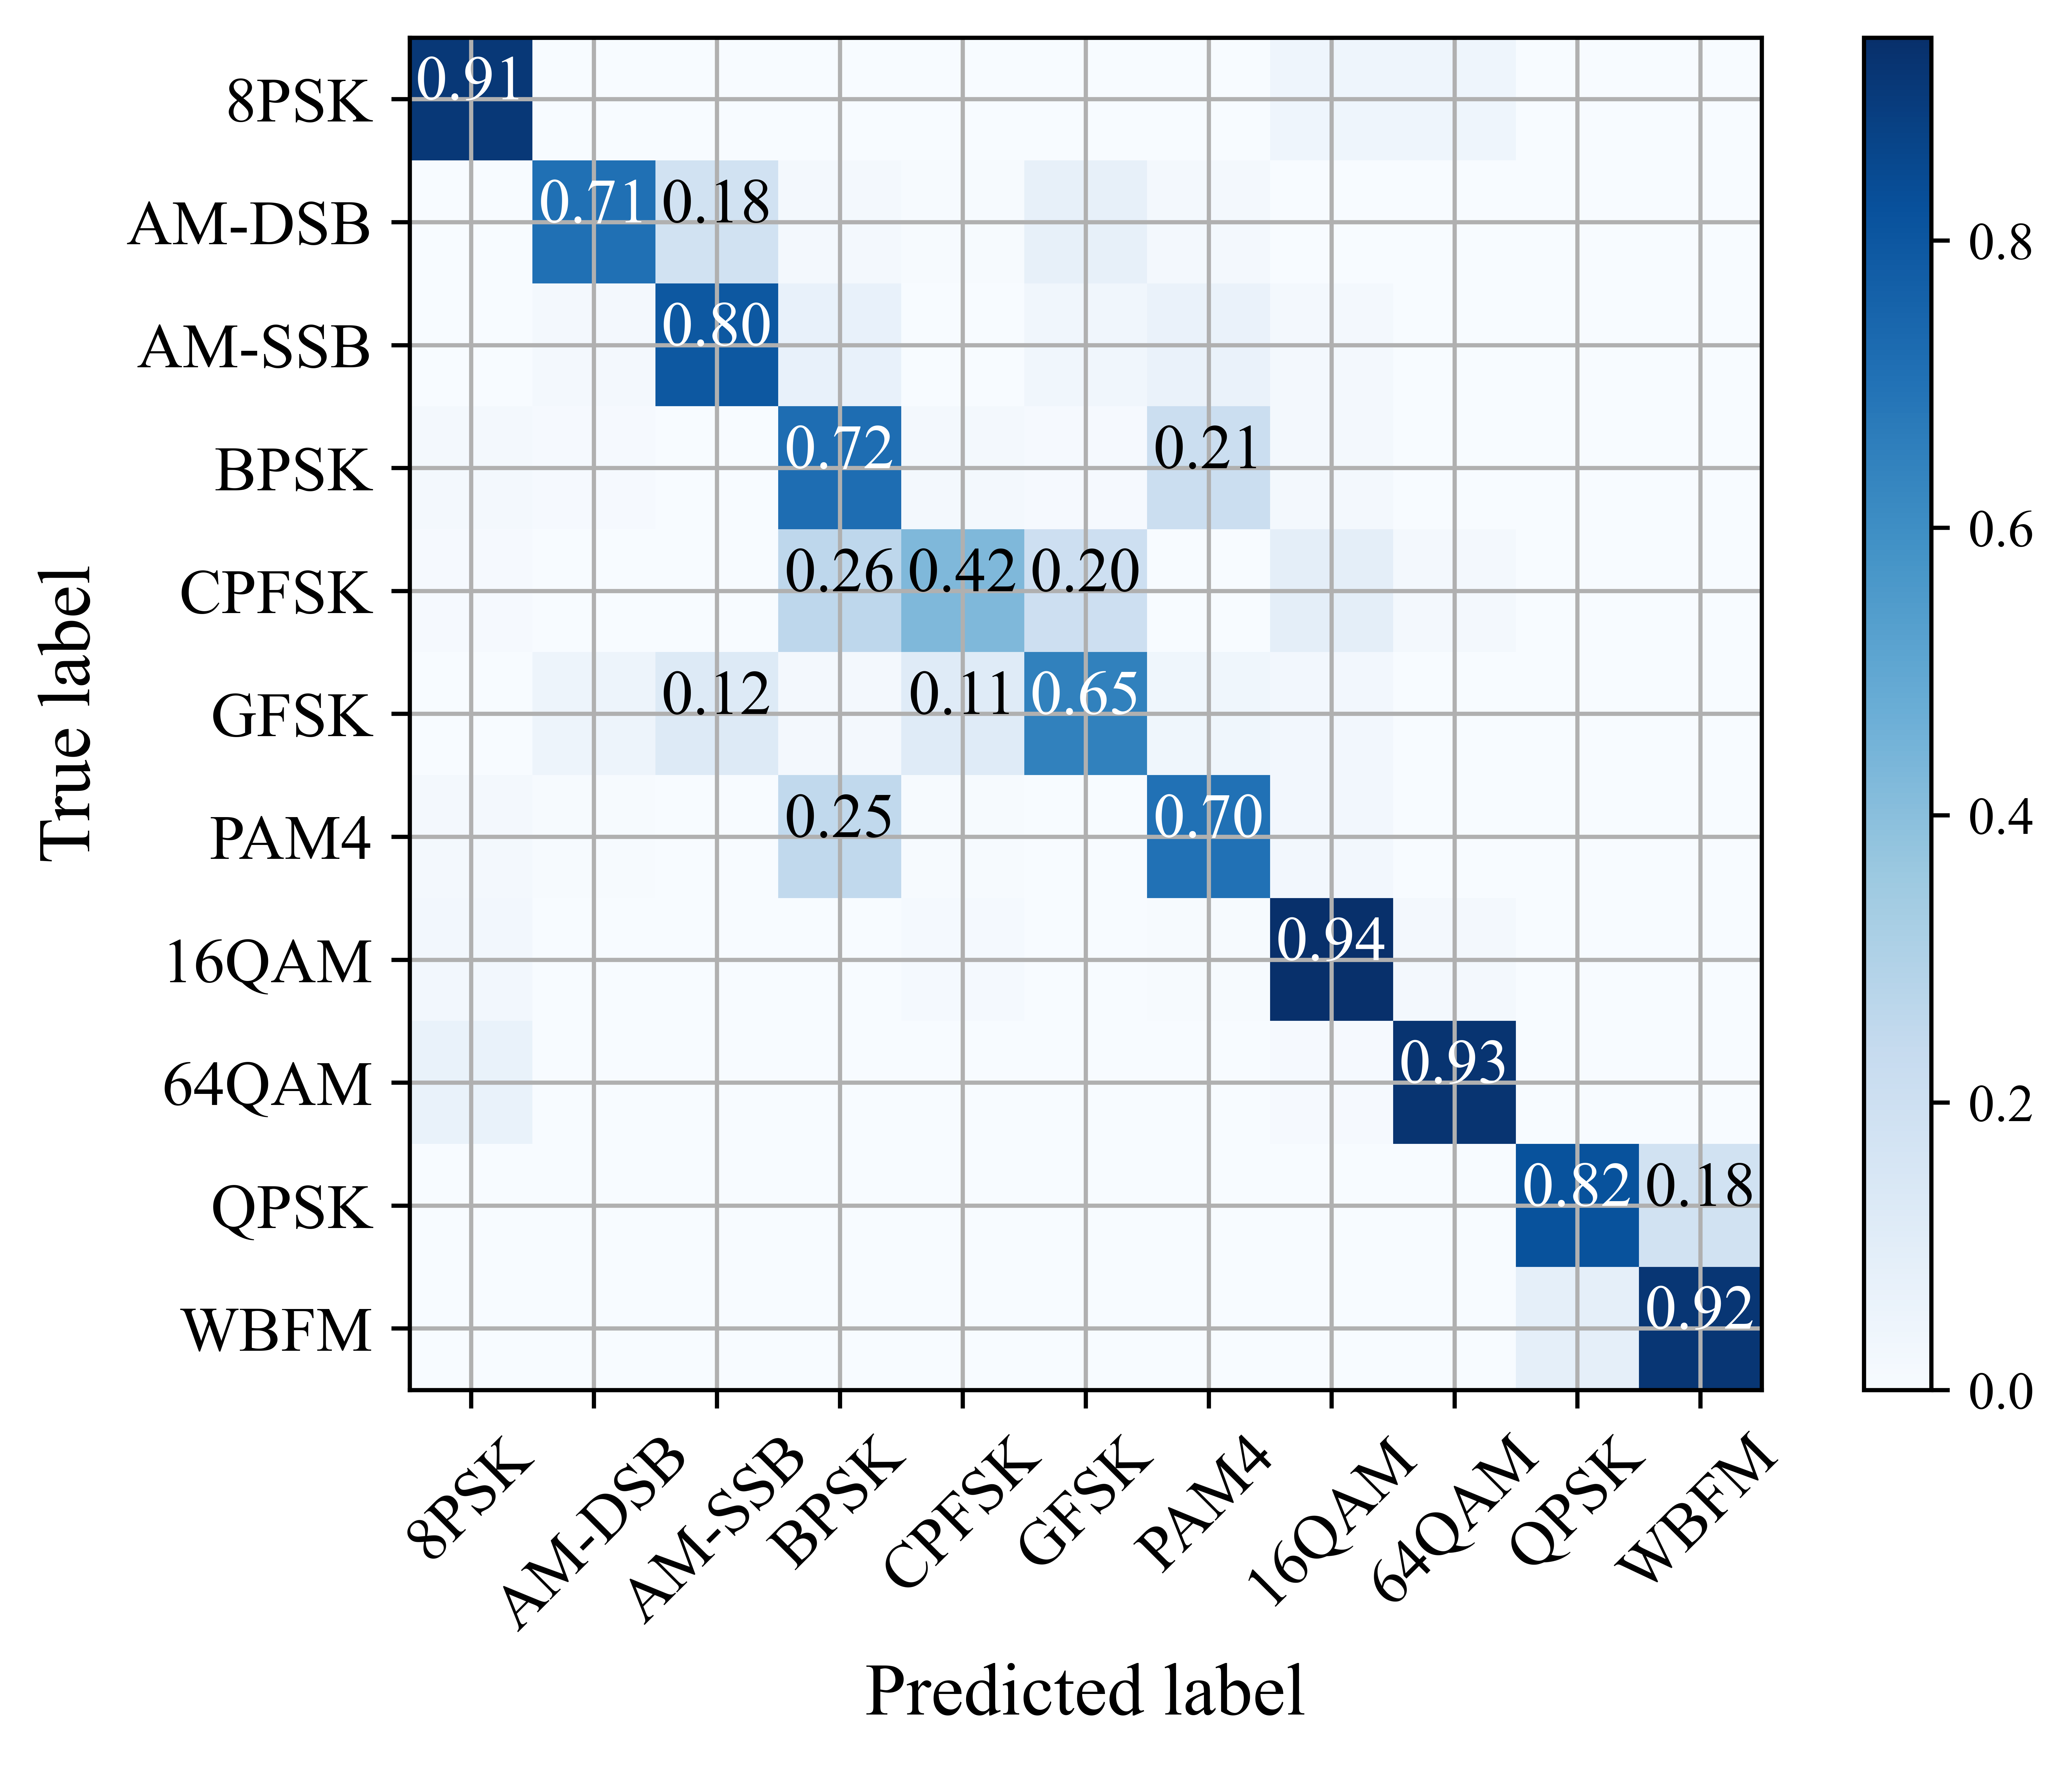 8PSK 0.91
AM-DSB 0.71 0.18 0.8
AM-SSB 0.80
BPSK 0.72 0.21 0.6
CPFSK 0.26 0.42 0.20
GFSK 0.12 0.11 0.65
PAM4 0.25 0.70 0.4
16QAM 0.94
64QAM 0.93 0.2
QPSK 0.82 0.18
WBFM 0.92 0.0
True label
8PSK AM-DSB AM-SSB BPSK CPFSK GFSK PAM4 16QAM 64QAM QPSK WBFM
Predicted label